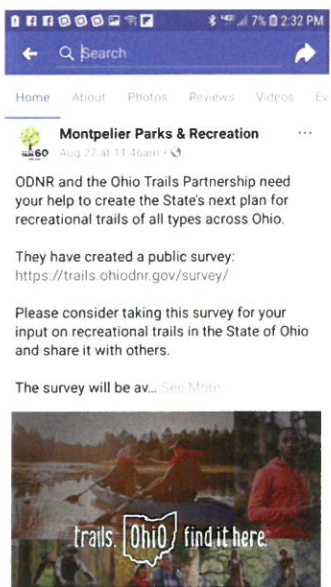 4G 7% 2:32 PM
Search
Home About Photos Reviews Videos Ev
60
Montpelier Parks & Recreation ...
Aug 27 at 11:46am •
ODNR and the Ohio Trails Partnership need
your help to create the State's next plan for
recreational trails of all types across Ohio.
They have created a public survey:
https://trails.ohiodnr.gov/survey/
Please consider taking this survey for your
input on recreational trails in the State of Ohio
and share it with others.
The survey will be av... See More
trails. OhiO find it here.